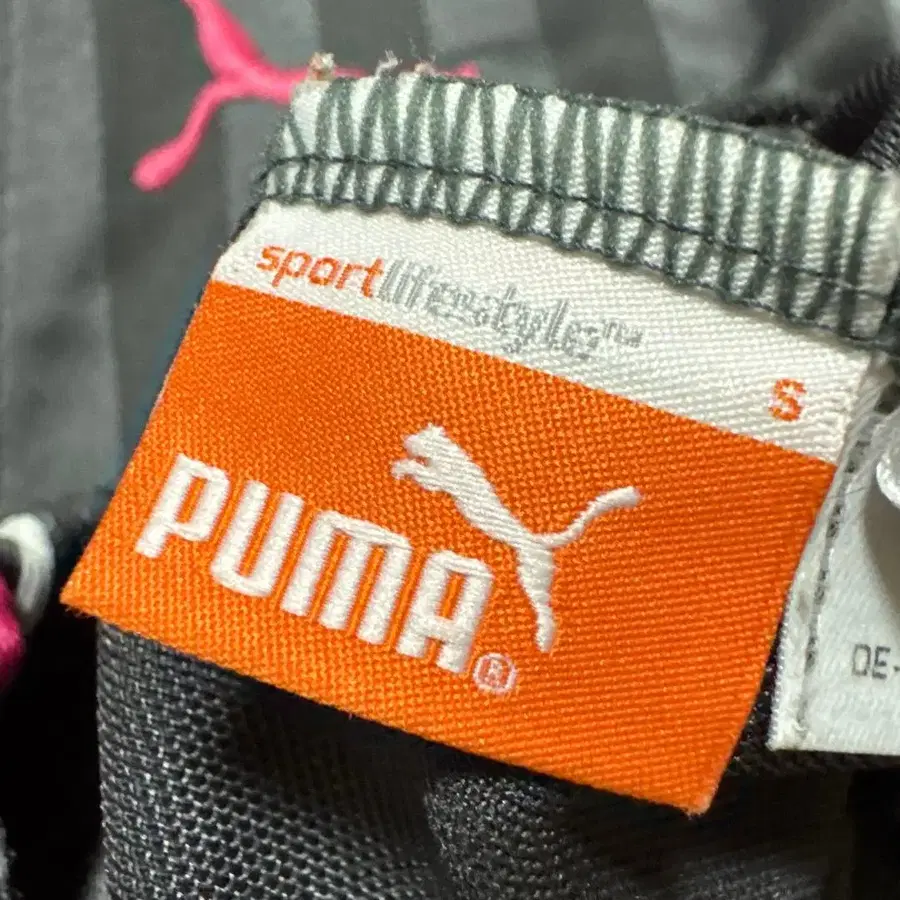 sportlifestyle™
S
PUMA®
DE-